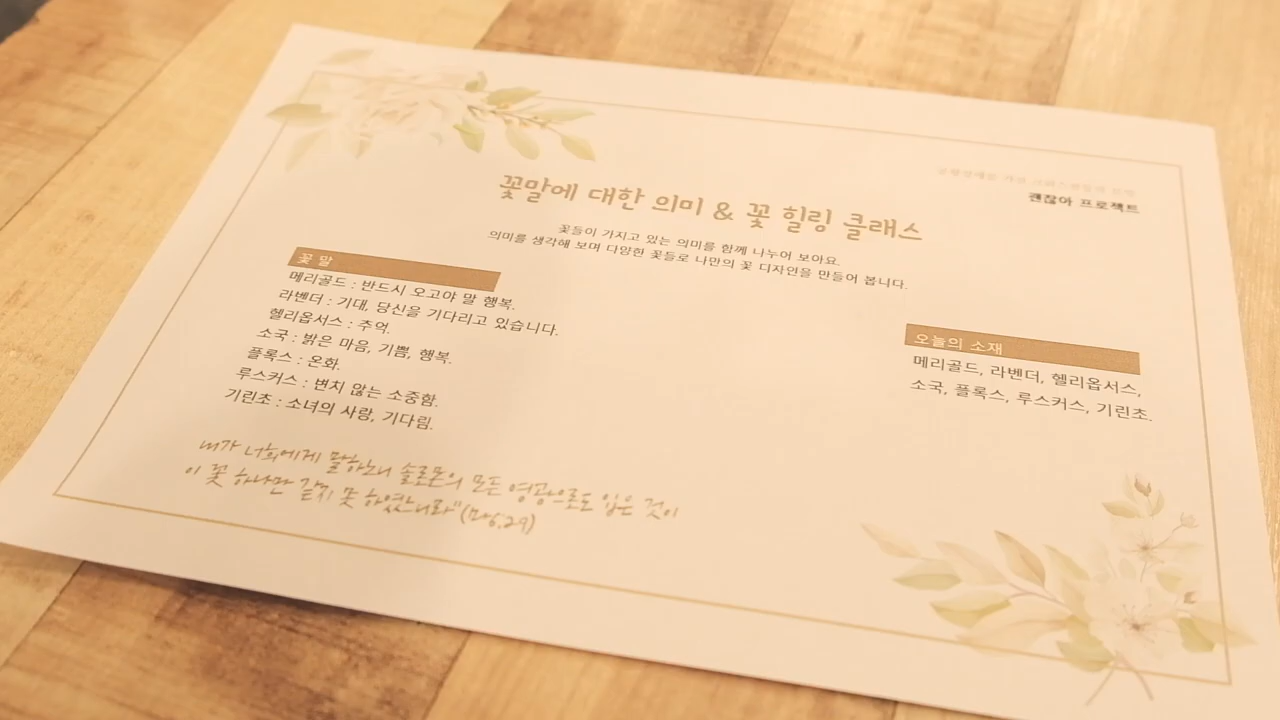 괜찮아 프로젝트
꽃말에 대한 의미 & 꽃 힐링 클래스
꽃들이 가지고 있는 의미를 함께 나누어 보아요.
의미를 생각해 보며 다양한 꽃들로 나만의 꽃 디자인을 만들어 봅니다.
꽃 말
메리골드 : 반드시 오고야 말 행복.
라벤더 : 기대, 당신을 기다리고 있습니다.
헬리옵서스 : 추억.
소국 : 밝은 마음, 기쁨, 행복.
플록스 : 온화.
루스커스 : 변치 않는 소중함.
기린초 : 소녀의 사랑, 기다림.
오늘의 소재
메리골드, 라벤더, 헬리옵서스,
소국, 플록스, 루스커스, 기린초.
내가 너희에게 말하노니 솔로몬의 모든 영광으로도 입은 것이
이 꽃 하나만 같지 못 하였느니라"(마6:29)